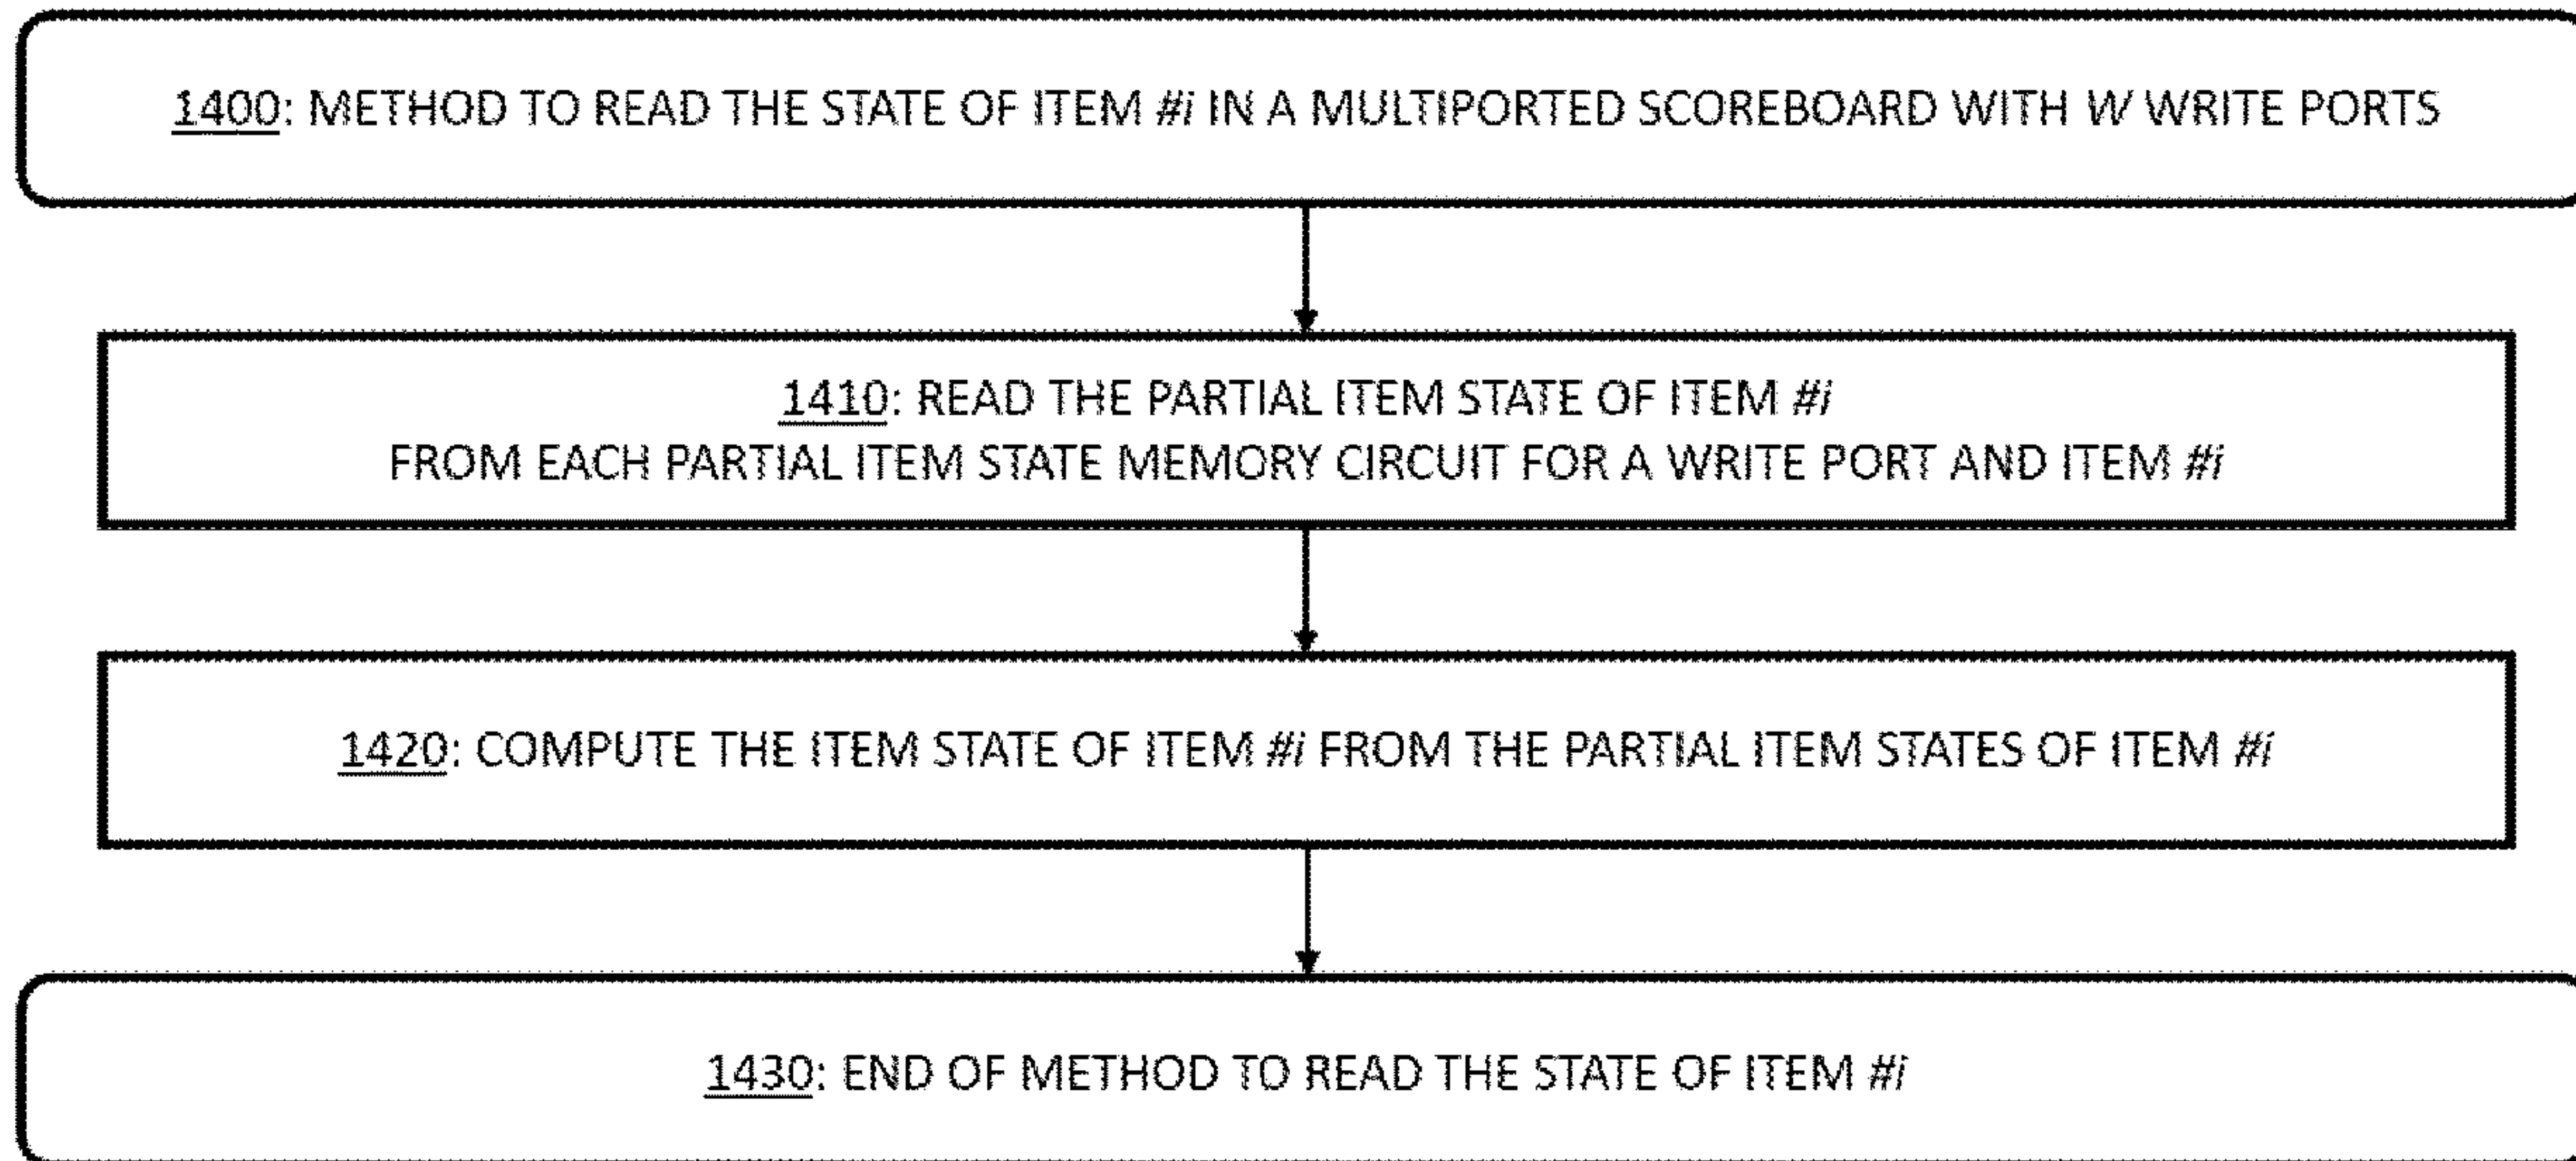 1400: METHOD TO READ THE STATE OF ITEM #i IN A MULTIPORTED SCOREBOARD WITH W WRITE PORTS
1410: READ THE PARTIAL ITEM STATE OF ITEM #i
FROM EACH PARTIAL ITEM STATE MEMORY CIRCUIT FOR A WRITE PORT AND ITEM #i
1420: COMPUTE THE ITEM STATE OF ITEM #i FROM THE PARTIAL ITEM STATES OF ITEM #i
1430: END OF METHOD TO READ THE STATE OF ITEM #i